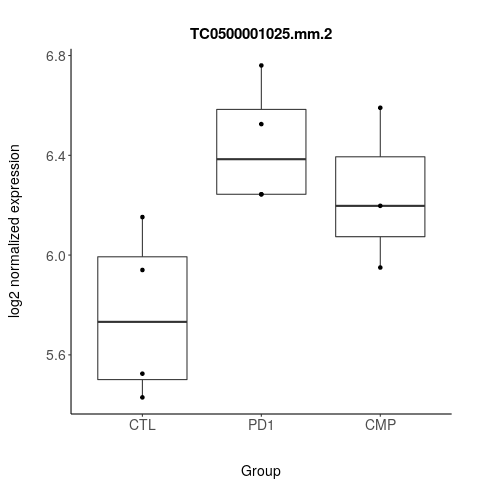 TC0500001025.mm.2
log2 normalized expression
6.8
6.4
6.0
5.6
CTL
PD1
CMP
Group